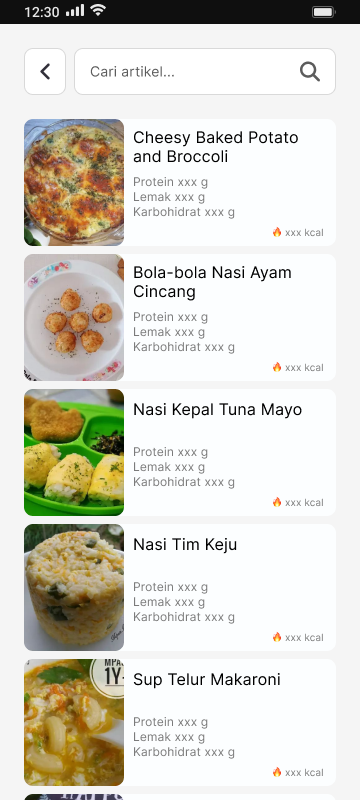 12:30
Cari artikel...
Cheesy Baked Potato
and Broccoli
Protein xxx g
Lemak xxx g
Karbohidrat xxx g
xxx kcal
Bola-bola Nasi Ayam
Cincang
Protein xxx g
Lemak xxx g
Karbohidrat xxx g
xxx kcal
Nasi Kepal Tuna Mayo
Protein xxx g
Lemak xxx g
Karbohidrat xxx g
xxx kcal
Nasi Tim Keju
Protein xxx g
Lemak xxx g
Karbohidrat xxx g
xxx kcal
MPA
1Y
Sup Telur Makaroni
Protein xxx g
Lemak xxx g
Karbohidrat xxx g
xxx kcal